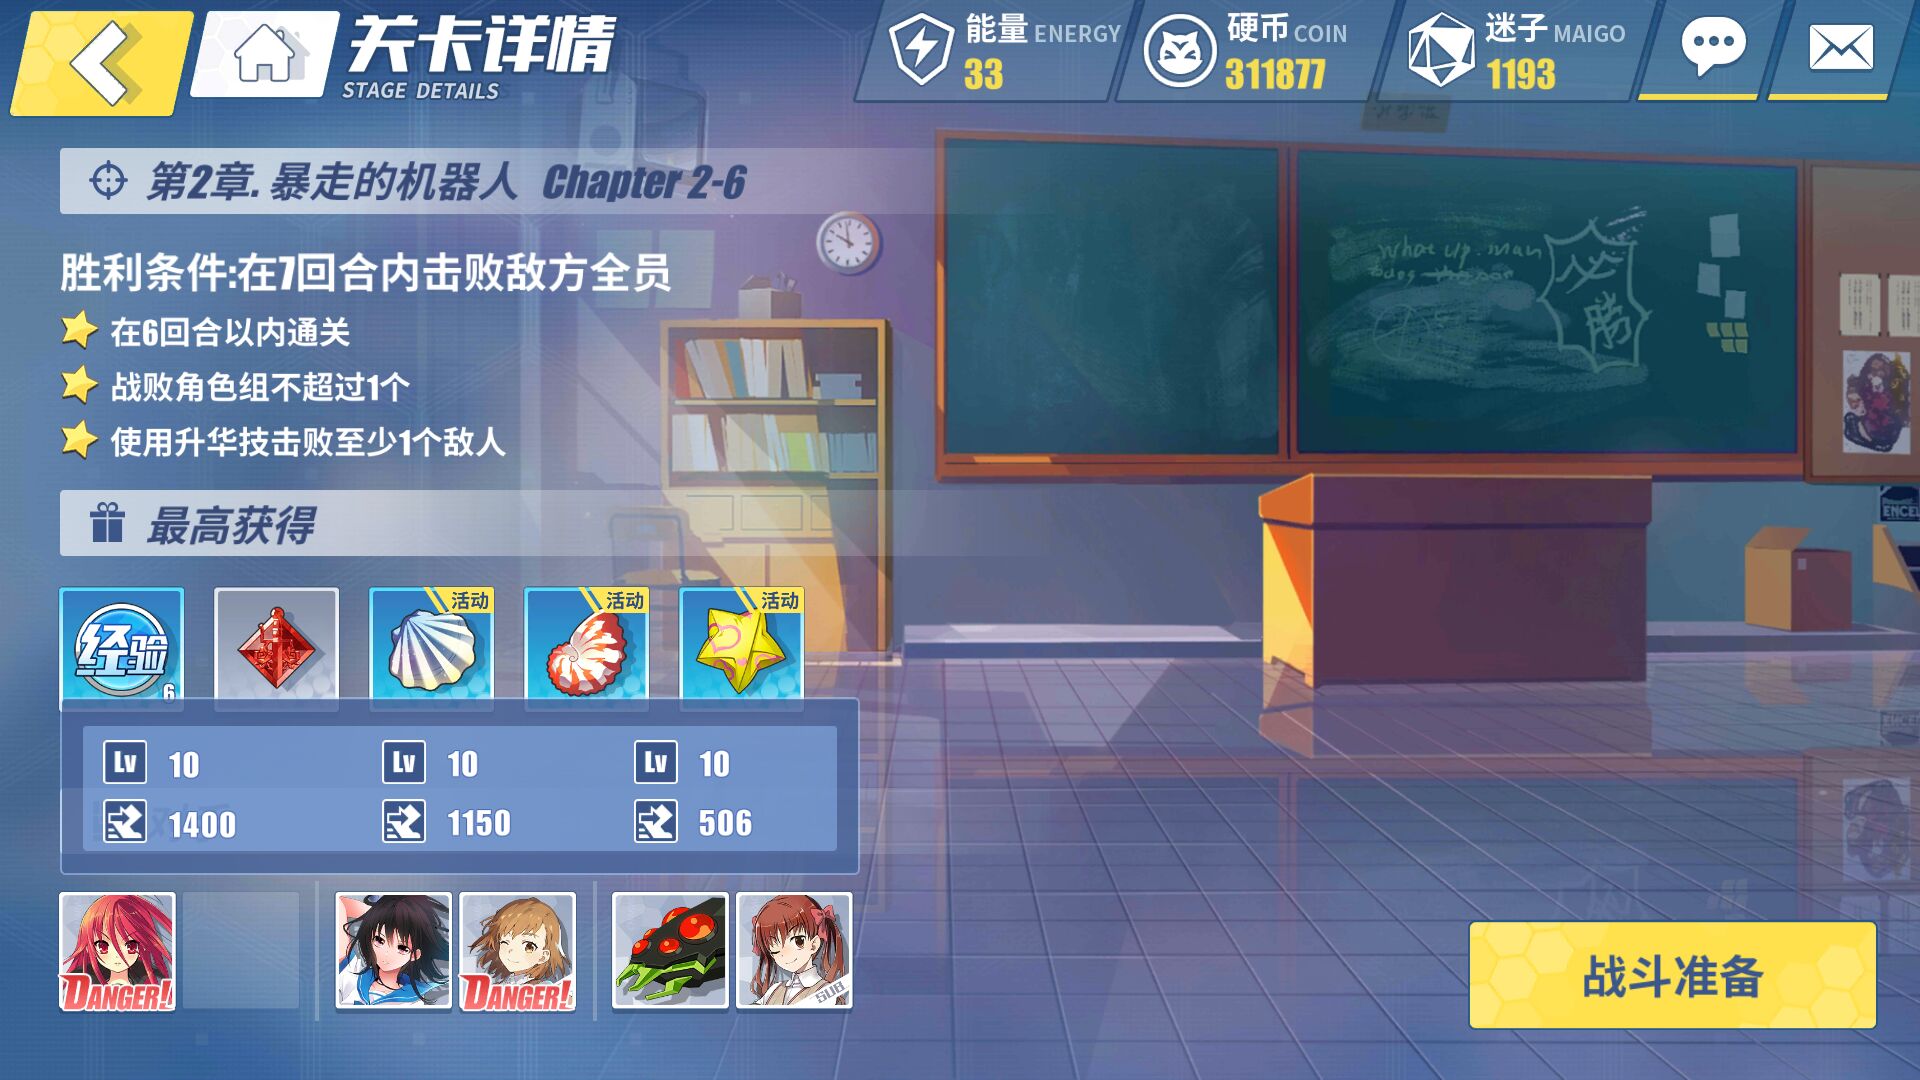 关卡详情
STAGE DETAILS
能量 ENERGY
33
硬币 COIN
311877
迷子 MAIGO
1193
第2章.暴走的机器人 Chapter 2-6
胜利条件:在7回合内击败敌方全员
在6回合以内通关
战败角色组不超过1个
使用升华技击败至少1个敌人
what up. man
最高获得
经验
6
活动
活动
活动
Lv 10
Lv 10
Lv 10
1400
1150
506
DANGER!
DANGER!
SUB
战斗准备